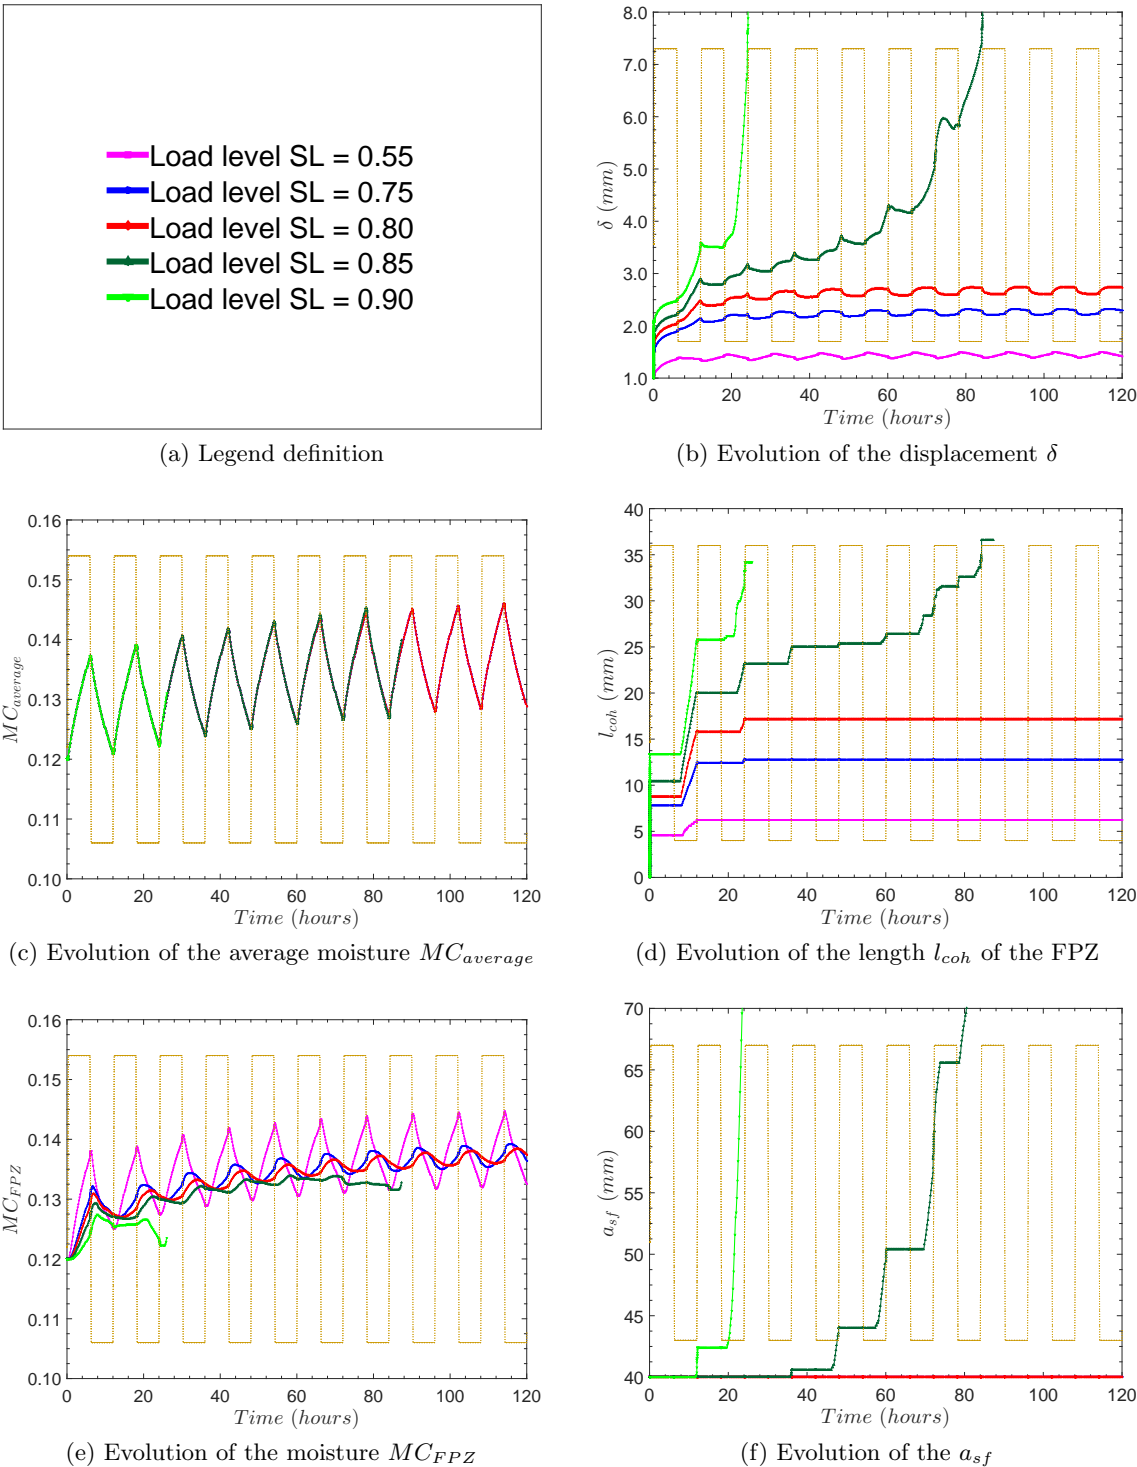 Load level SL = 0.55
Load level SL = 0.75
Load level SL = 0.80
Load level SL = 0.85
Load level SL = 0.90
(a) Legend definition
8.0
7.0
6.0
5.0
4.0
3.0
2.0
1.0
δ (mm)
0 20 40 60 80 100 120
Time (hours)
(b) Evolution of the displacement δ
0.16
0.15
0.14
0.13
0.12
0.11
0.10
MC_average
0 20 40 60 80 100 120
Time (hours)
(c) Evolution of the average moisture MC_average
40
35
30
25
20
15
10
5
0
l_coh (mm)
0 20 40 60 80 100 120
Time (hours)
(d) Evolution of the length l_coh of the FPZ
0.16
0.15
0.14
0.13
0.12
0.11
0.10
MC_FPZ
0 20 40 60 80 100 120
Time (hours)
(e) Evolution of the moisture MC_FPZ
70
65
60
55
50
45
40
a_sf (mm)
0 20 40 60 80 100 120
Time (hours)
(f) Evolution of the a_sf